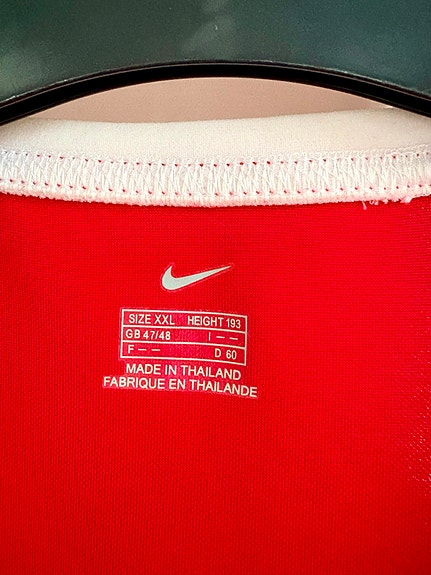 SIZE XXL HEIGHT 193
GB 47/48 I – –
F – – D 60
MADE IN THAILAND
FABRIQUE EN THAILANDE